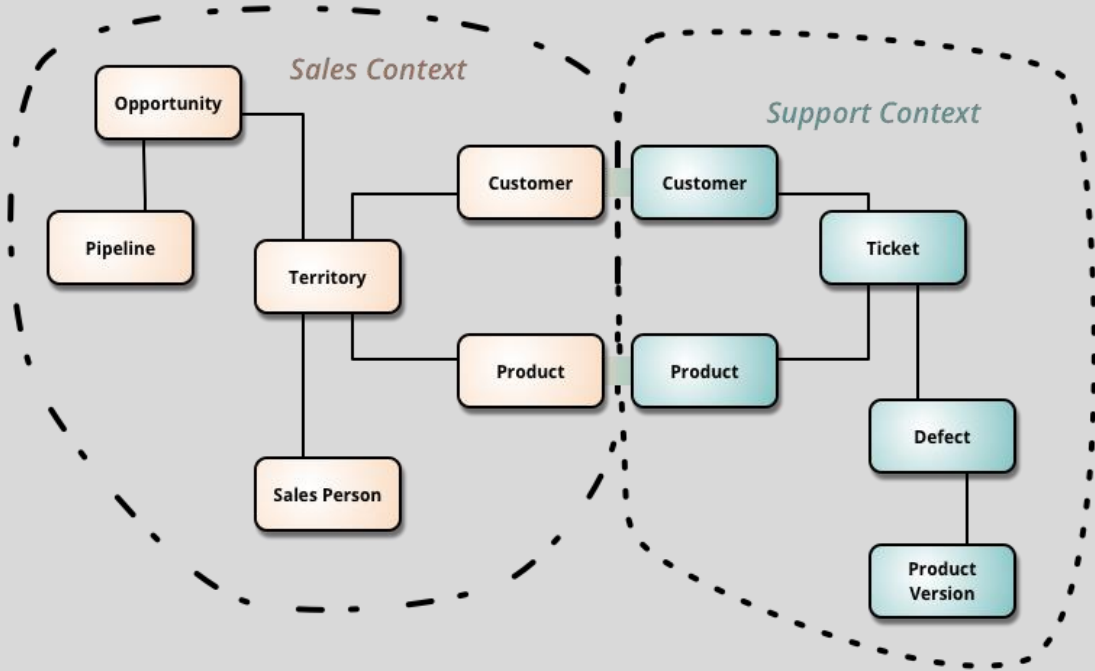 Sales Context
Support Context
Opportunity
Customer
Customer
Pipeline
Territory
Ticket
Product
Product
Defect
Sales Person
Product
Version